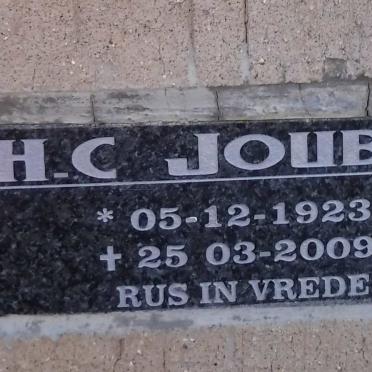 H.C JOUB
* 05-12-1923
† 25 03-2009
RUS IN VREDE